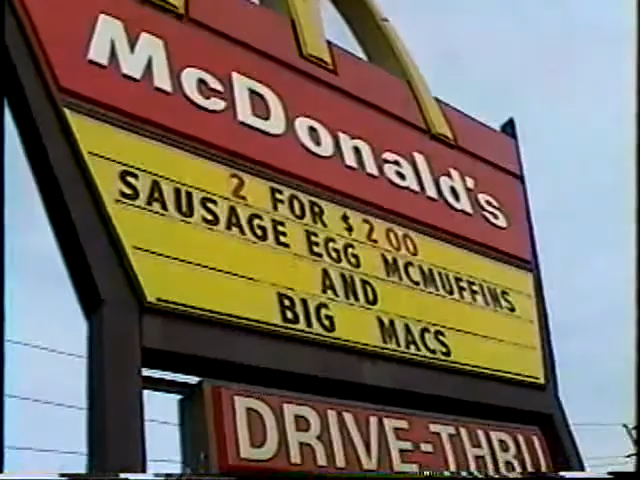 McDonald's
2 FOR $2.00
SAUSAGE EGG MCMUFFINS
AND
BIG MACS
DRIVE-THRU